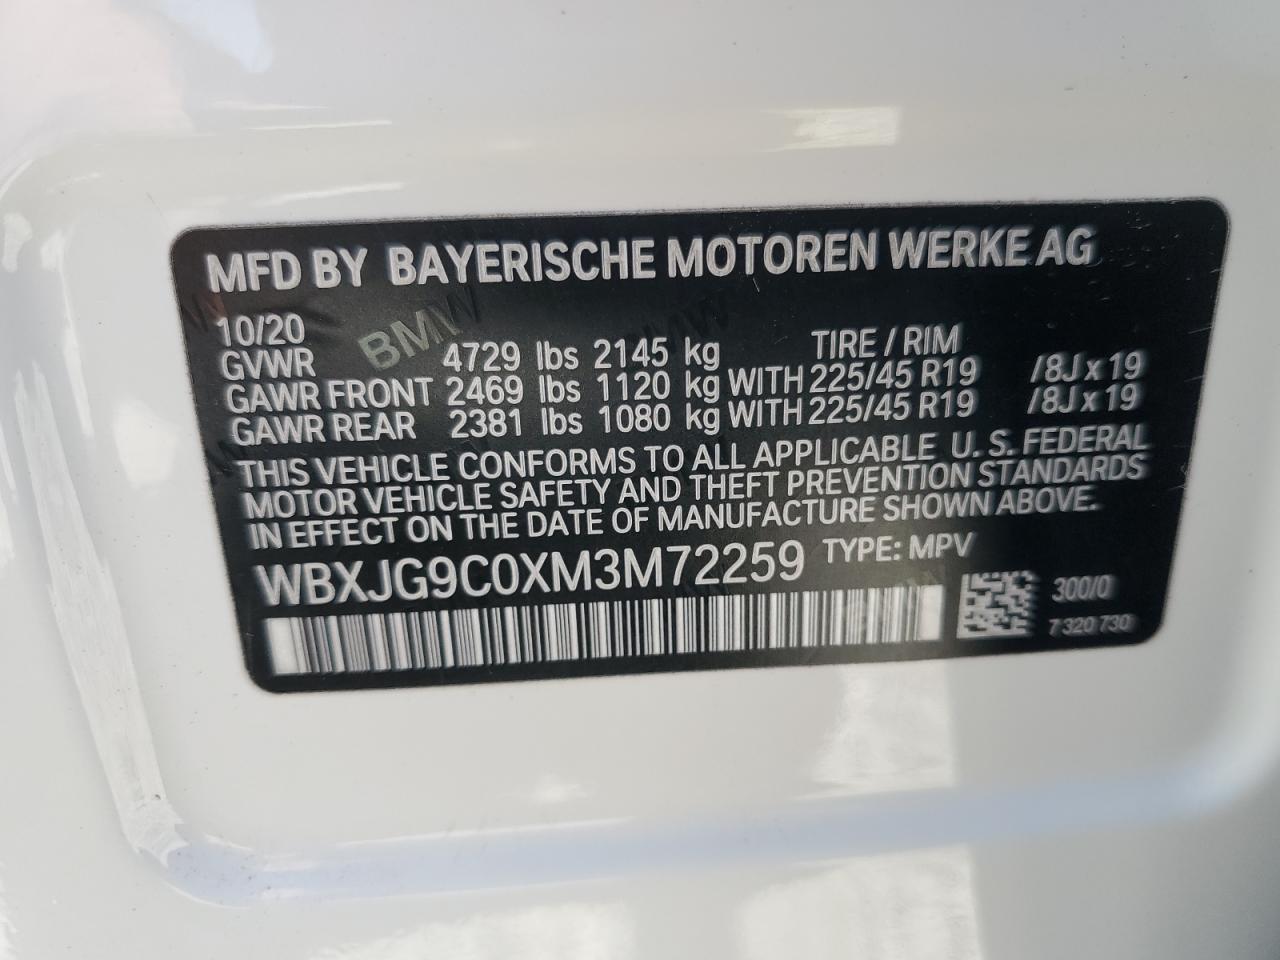 MFD BY BAYERISCHE MOTOREN WERKE AG
10/20 BMW
GVWR 4729 lbs 2145 kg TIRE / RIM
GAWR FRONT 2469 lbs 1120 kg WITH 225/45 R19 /8J x 19
GAWR REAR 2381 lbs 1080 kg WITH 225/45 R19 /8J x 19
THIS VEHICLE CONFORMS TO ALL APPLICABLE U. S. FEDERAL
MOTOR VEHICLE SAFETY AND THEFT PREVENTION STANDARDS
IN EFFECT ON THE DATE OF MANUFACTURE SHOWN ABOVE.
WBXJG9C0XM3M72259 TYPE: MPV
300/0
7 320 730